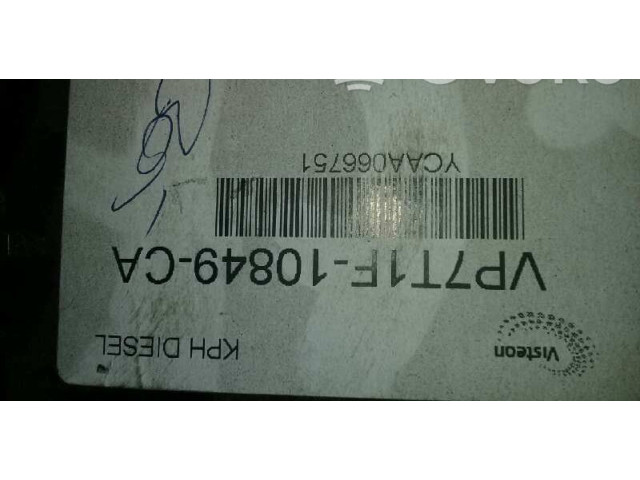 Visteon
KPH DIESEL
VP7T1F-10849-CA
YCAA066751